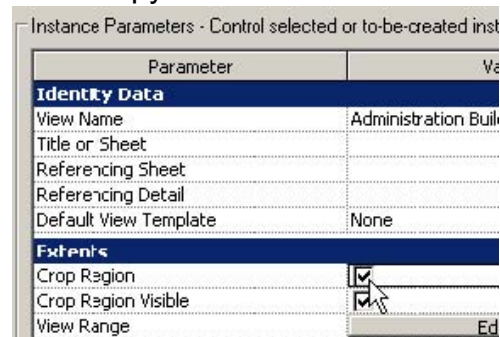 Instance Parameters - Control selected or to-be-created inst
Parameter Va
Identity Data
View Name Administration Buil
Title on Sheet
Referencing Sheet
Referencing Detail
Default View Template None
Extents
Crop Region
Crop Region Visible
View Range Ed